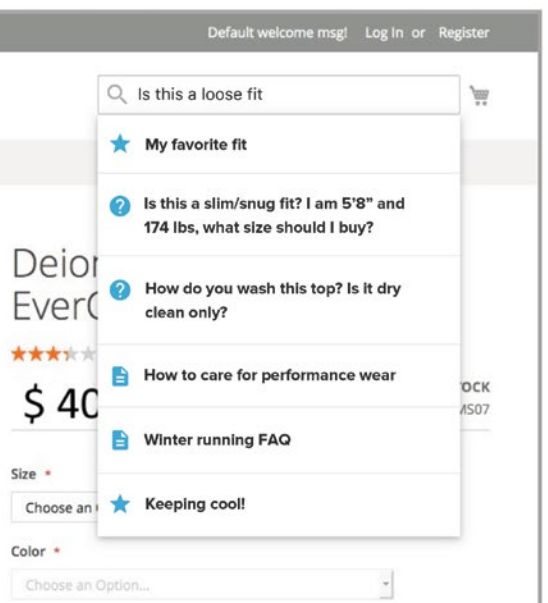 Default welcome msg! Log In or Register
Is this a loose fit
My favorite fit
Is this a slim/snug fit? I am 5’8” and
174 lbs, what size should I buy?
How do you wash this top? Is it dry
clean only?
How to care for performance wear
Winter running FAQ
Keeping cool!
$ 40
MS07
Size *
Choose an
Color *
Choose an Option...